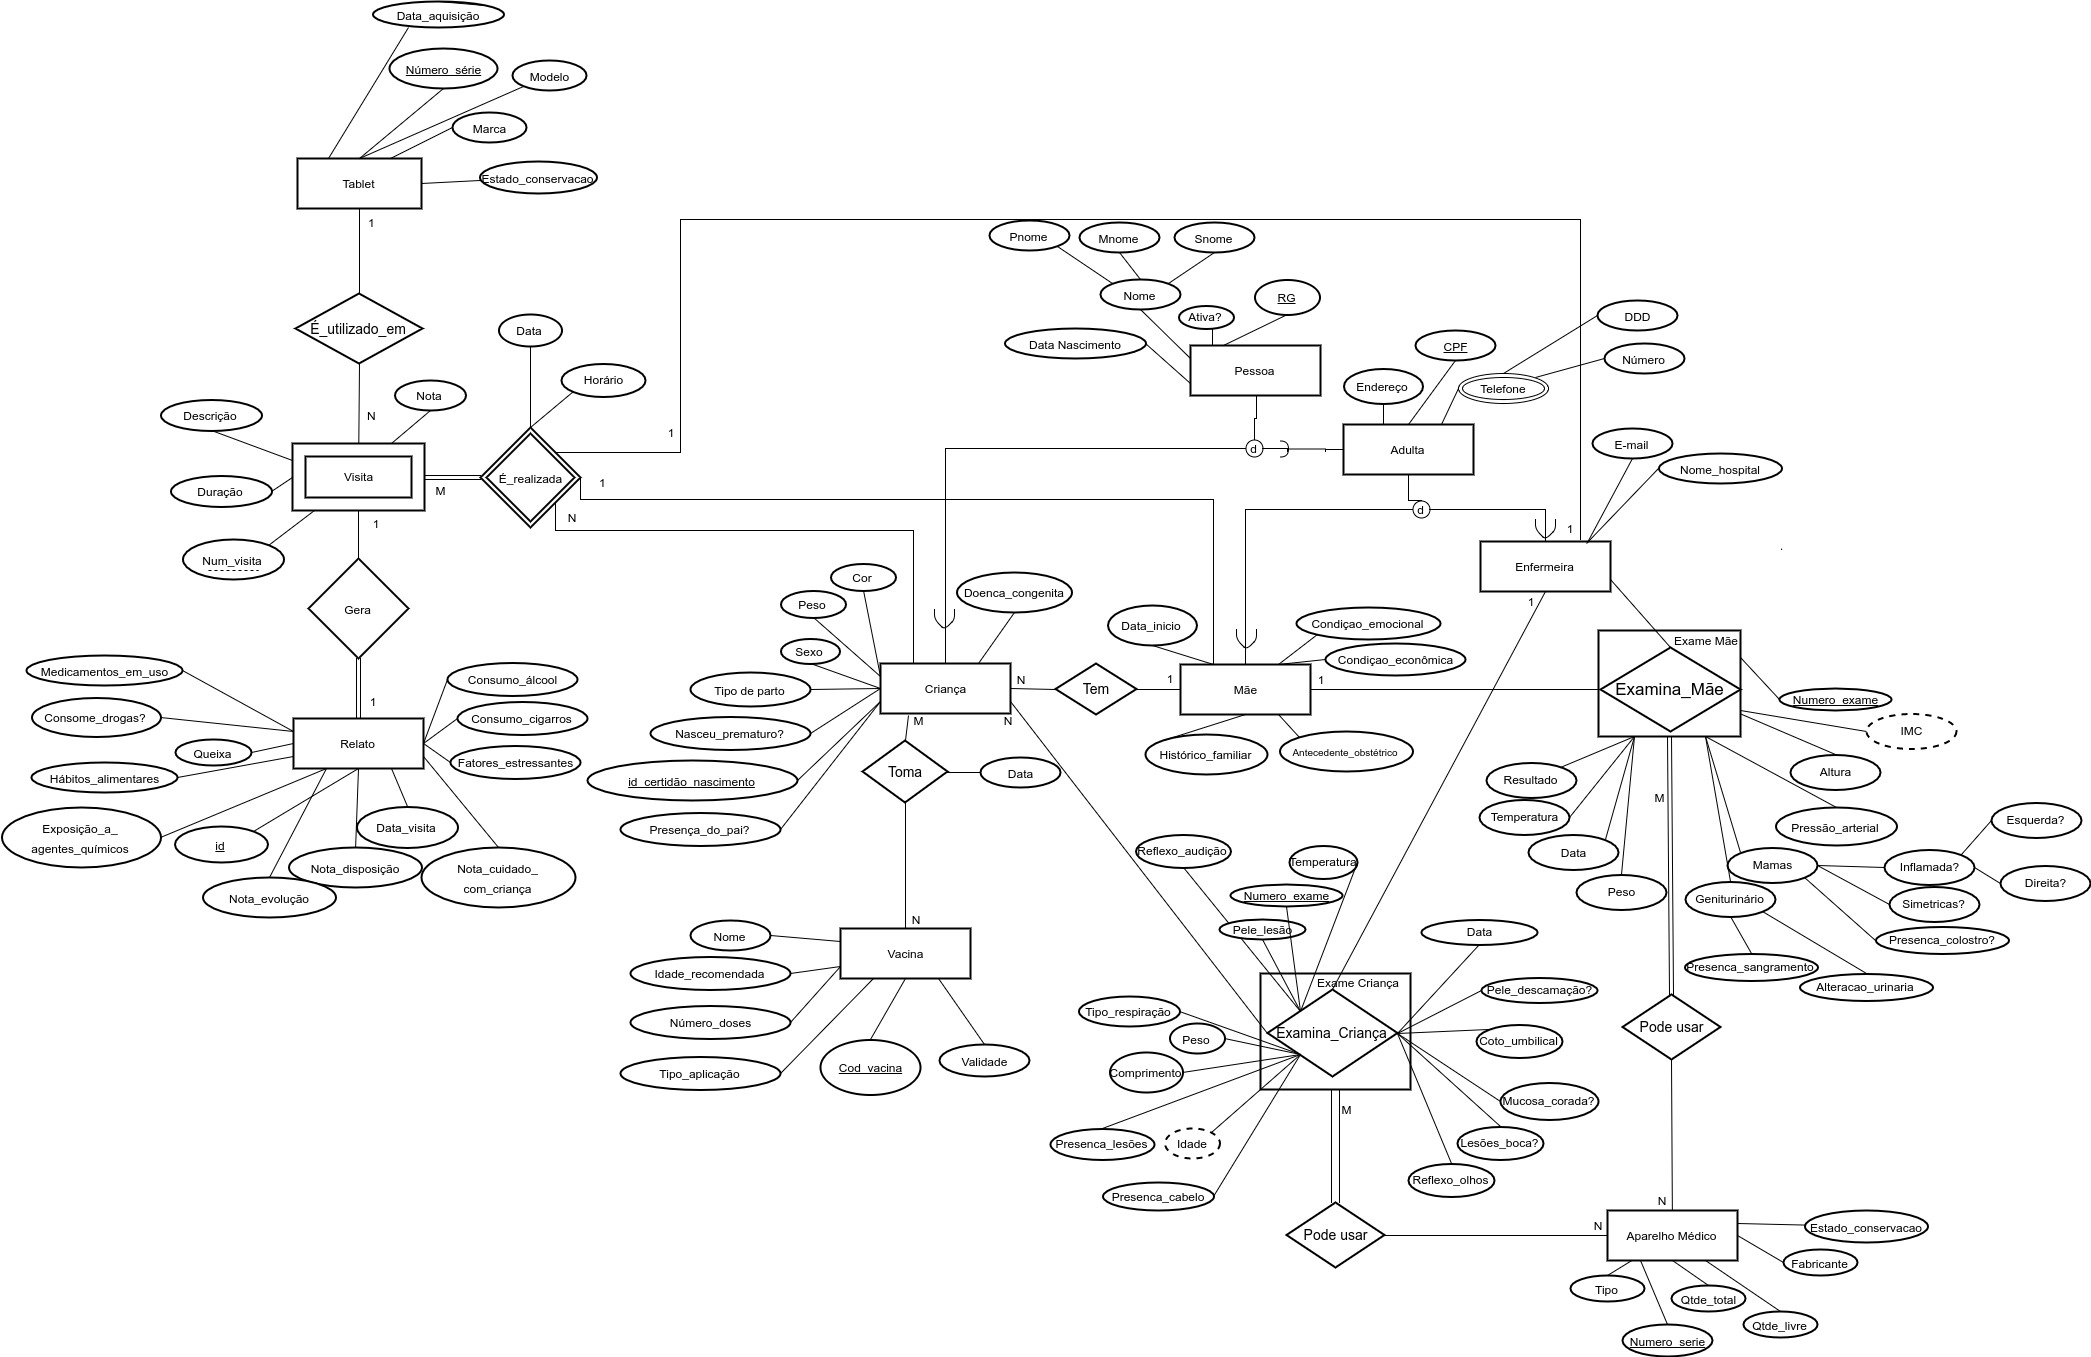 Data_aquisição
Número_série
Modelo
Marca
Estado_conservacao
Tablet
1
É_utilizado_em
N
Nota
Descrição
Duração
Visita
Num_visita
M
1
Data
Horário
É_realizada
1
1
N
Gera
1
Relato
Medicamentos_em_uso
Consome_drogas?
Queixa
Hábitos_alimentares
Exposição_a_
agentes_químicos
id
Nota_evolução
Nota_disposição
Data_visita
Nota_cuidado_
com_criança
Consumo_álcool
Consumo_cigarros
Fatores_estressantes
Pnome
Mnome
Snome
Nome
RG
Ativa?
Data Nascimento
Pessoa
d
CPF
Endereço
Telefone
DDD
Número
Adulta
d
E-mail
Nome_hospital
1
Enfermeira
1
Cor
Peso
Sexo
Doenca_congenita
Tipo de parto
Nasceu_prematuro?
id_certidão_nascimento
Presença_do_pai?
Criança
N
M
N
Tem
1
Data_inicio
Condiçao_emocional
Condiçao_econômica
Mãe
1
Histórico_familiar
Antecedente_obstétrico
Toma
Data
N
Vacina
Nome
Idade_recomendada
Número_doses
Tipo_aplicação
Cod_vacina
Validade
Exame Mãe
Examina_Mãe
Numero_exame
IMC
Altura
Pressão_arterial
Resultado
Temperatura
Data
Peso
M
Mamas
Inflamada?
Esquerda?
Direita?
Simetricas?
Presenca_colostro?
Geniturinário
Presenca_sangramento
Alteracao_urinaria
Pode usar
N
Reflexo_audição
Temperatura
Numero_exame
Pele_lesão
Data
Exame Criança
Examina_Criança
Pele_descamação?
Coto_umbilical
Mucosa_corada?
Lesões_boca?
Reflexo_olhos
Tipo_respiração
Peso
Comprimento
Presenca_lesões
Idade
Presenca_cabelo
M
Pode usar
N
Aparelho Médico
Estado_conservacao
Fabricante
Tipo
Qtde_total
Qtde_livre
Numero_serie